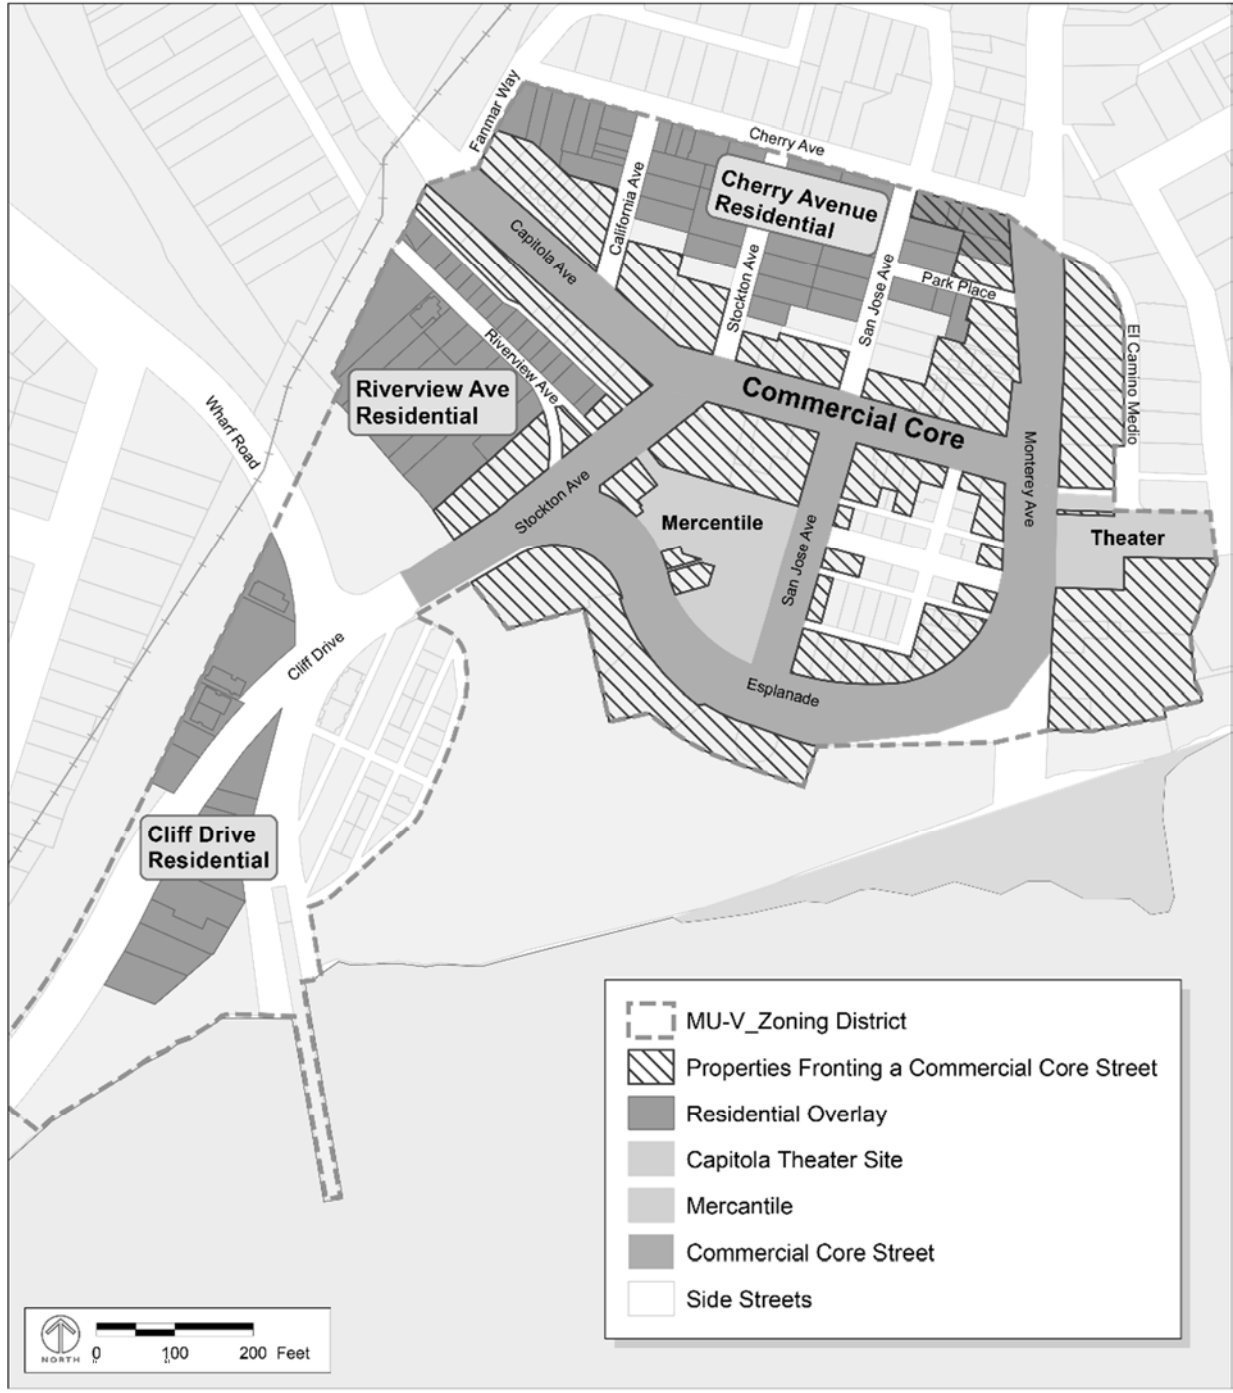 Fanmar Way
Cherry Ave
Cherry Avenue
Residential
California Ave
Capitola Ave
Stockton Ave
San Jose Ave
Park Place
El Camino Medio
Riverview Ave
Riverview Ave
Residential
Commercial Core
Wharf Road
Stockton Ave
Mercentile
San Jose Ave
Monterey Ave
Theater
Cliff Drive
Esplanade
Cliff Drive
Residential
MU-V_Zoning District
Properties Fronting a Commercial Core Street
Residential Overlay
Capitola Theater Site
Mercantile
Commercial Core Street
Side Streets
NORTH
0 100 200 Feet